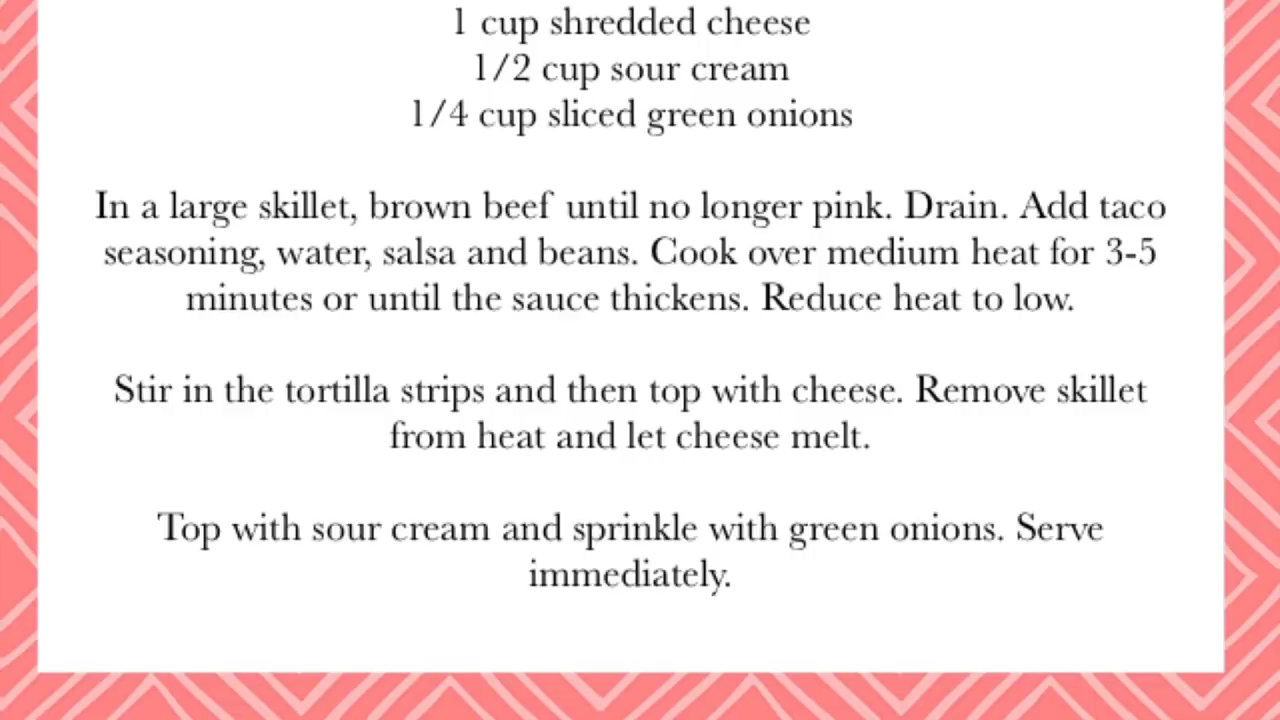 1 cup shredded cheese
1/2 cup sour cream
1/4 cup sliced green onions
In a large skillet, brown beef until no longer pink. Drain. Add taco
seasoning, water, salsa and beans. Cook over medium heat for 3-5
minutes or until the sauce thickens. Reduce heat to low.
Stir in the tortilla strips and then top with cheese. Remove skillet
from heat and let cheese melt.
Top with sour cream and sprinkle with green onions. Serve
immediately.